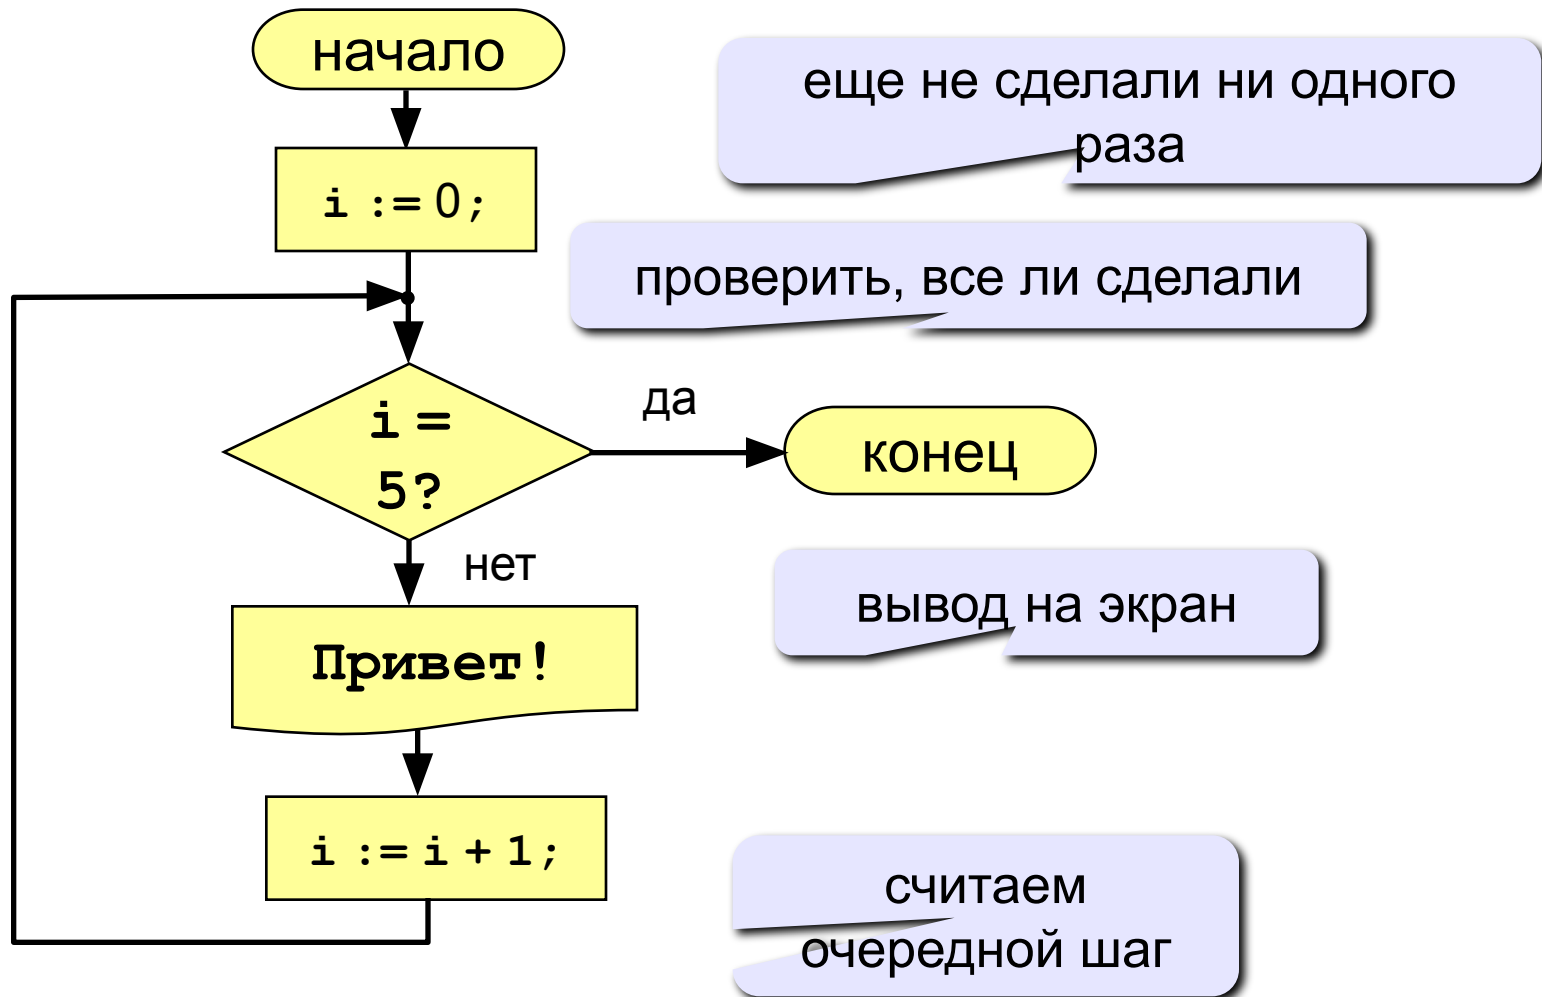 начало
еще не сделали ни одного
раза
i := 0;
проверить, все ли сделали
i =
5?
да
конец
нет
вывод на экран
Привет!
i := i + 1;
считаем
очередной шаг